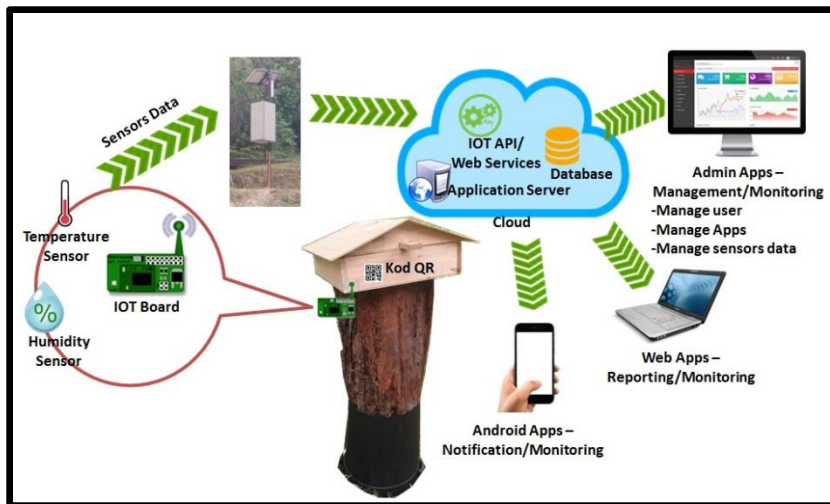 Sensors Data
Temperature
Sensor
IOT Board
%
Humidity
Sensor
Kod QR
IOT API/
Web Services
Database
Application Server
Cloud
Admin Apps –
Management/Monitoring
-Manage user
-Manage Apps
-Manage sensors data
Web Apps –
Reporting/Monitoring
Android Apps –
Notification/Monitoring